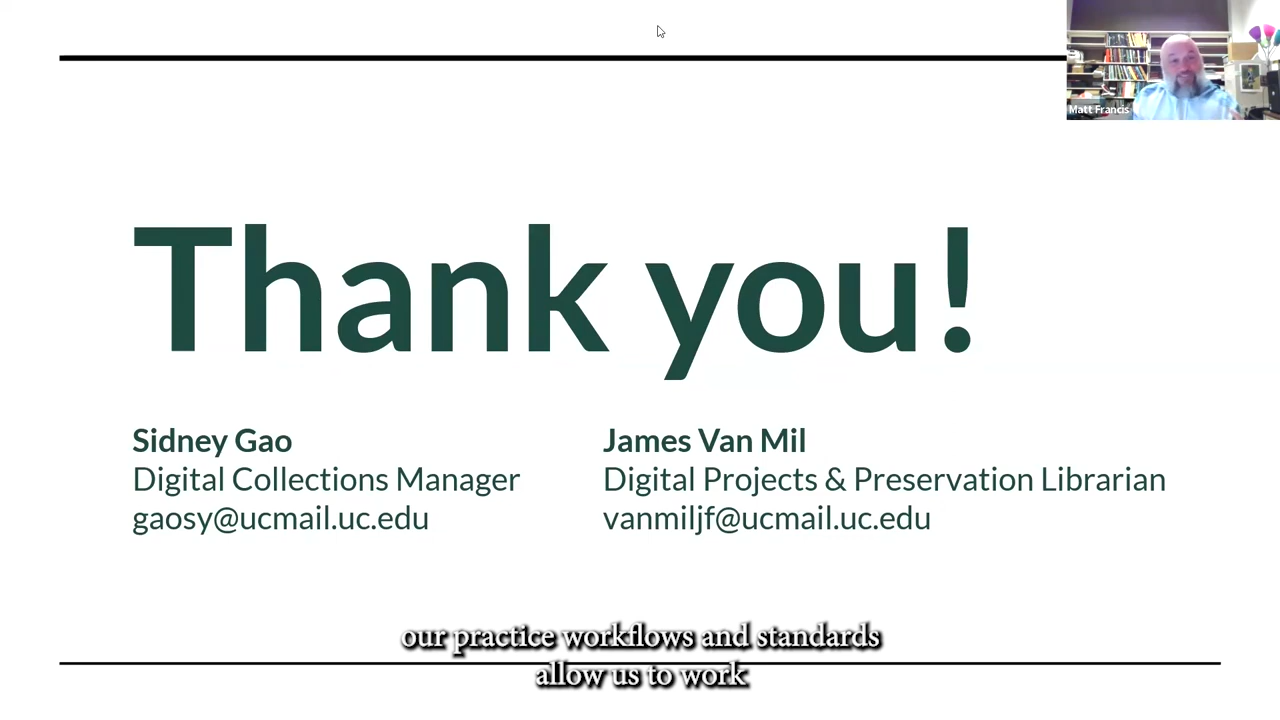 Matt Francis
Thank you!
Sidney Gao
Digital Collections Manager
gaosy@ucmail.uc.edu
James Van Mil
Digital Projects & Preservation Librarian
vanmiljf@ucmail.uc.edu
our practice workflows and standards
allow us to work